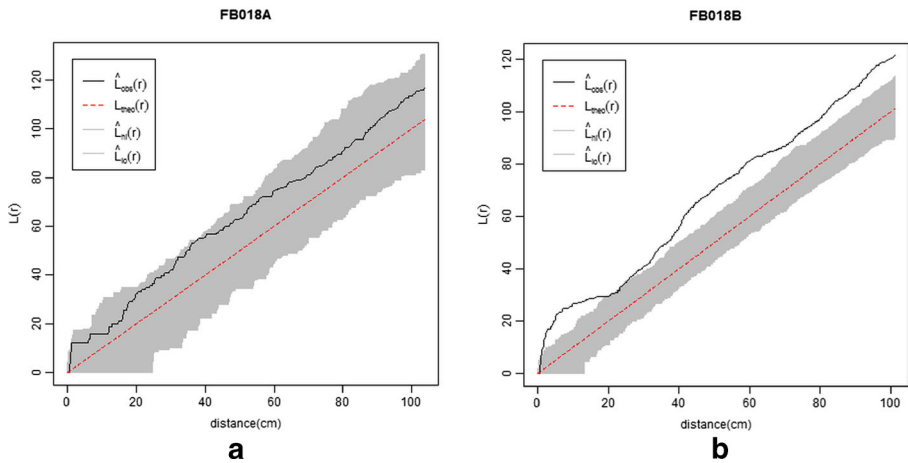 FB018A
L̂obs(r)
Ltheo(r)
L̂hi(r)
L̂lo(r)
L(r)
0 20 40 60 80 100 120
0 20 40 60 80 100
distance(cm)
a
FB018B
L̂obs(r)
Ltheo(r)
L̂hi(r)
L̂lo(r)
L(r)
0 20 40 60 80 100 120
0 20 40 60 80 100
distance(cm)
b